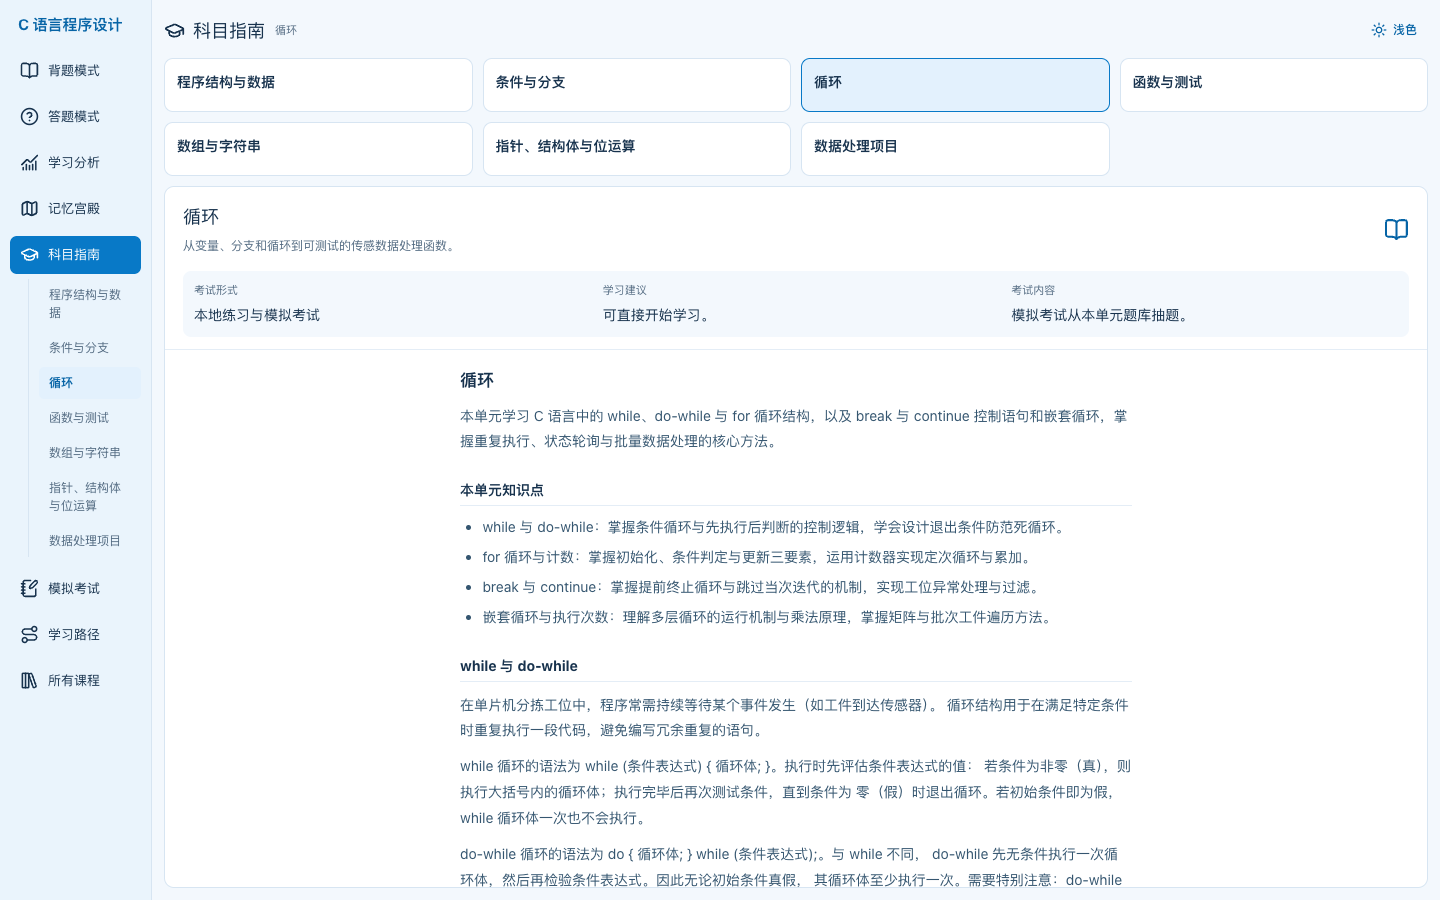 C 语言程序设计
背题模式
答题模式
学习分析
记忆宫殿
科目指南
程序结构与数
据
条件与分支
循环
函数与测试
数组与字符串
指针、结构体
与位运算
数据处理项目
模拟考试
学习路径
所有课程
科目指南 循环
浅色
程序结构与数据
条件与分支
循环
函数与测试
数组与字符串
指针、结构体与位运算
数据处理项目
循环
从变量、分支和循环到可测试的传感数据处理函数。
考试形式
本地练习与模拟考试
学习建议
可直接开始学习。
考试内容
模拟考试从本单元题库抽题。
循环
本单元学习 C 语言中的 while、do-while 与 for 循环结构，以及 break 与 continue 控制语句和嵌套循环，掌
握重复执行、状态轮询与批量数据处理的核心方法。
本单元知识点
while 与 do-while：掌握条件循环与先执行后判断的控制逻辑，学会设计退出条件防范死循环。
for 循环与计数：掌握初始化、条件判定与更新三要素，运用计数器实现定次循环与累加。
break 与 continue：掌握提前终止循环与跳过当次迭代的机制，实现工位异常处理与过滤。
嵌套循环与执行次数：理解多层循环的运行机制与乘法原理，掌握矩阵与批次工件遍历方法。
while 与 do-while
在单片机分拣工位中，程序常需持续等待某个事件发生（如工件到达传感器）。 循环结构用于在满足特定条件
时重复执行一段代码，避免编写冗余重复的语句。
while 循环的语法为 while (条件表达式) { 循环体; }。执行时先评估条件表达式的值： 若条件为非零（真），则
执行大括号内的循环体；执行完毕后再次测试条件，直到条件为 零（假）时退出循环。若初始条件即为假，
while 循环体一次也不会执行。
do-while 循环的语法为 do { 循环体; } while (条件表达式);。与 while 不同， do-while 先无条件执行一次循
环体，然后再检验条件表达式。因此无论初始条件真假， 其循环体至少执行一次。需要特别注意：do-while